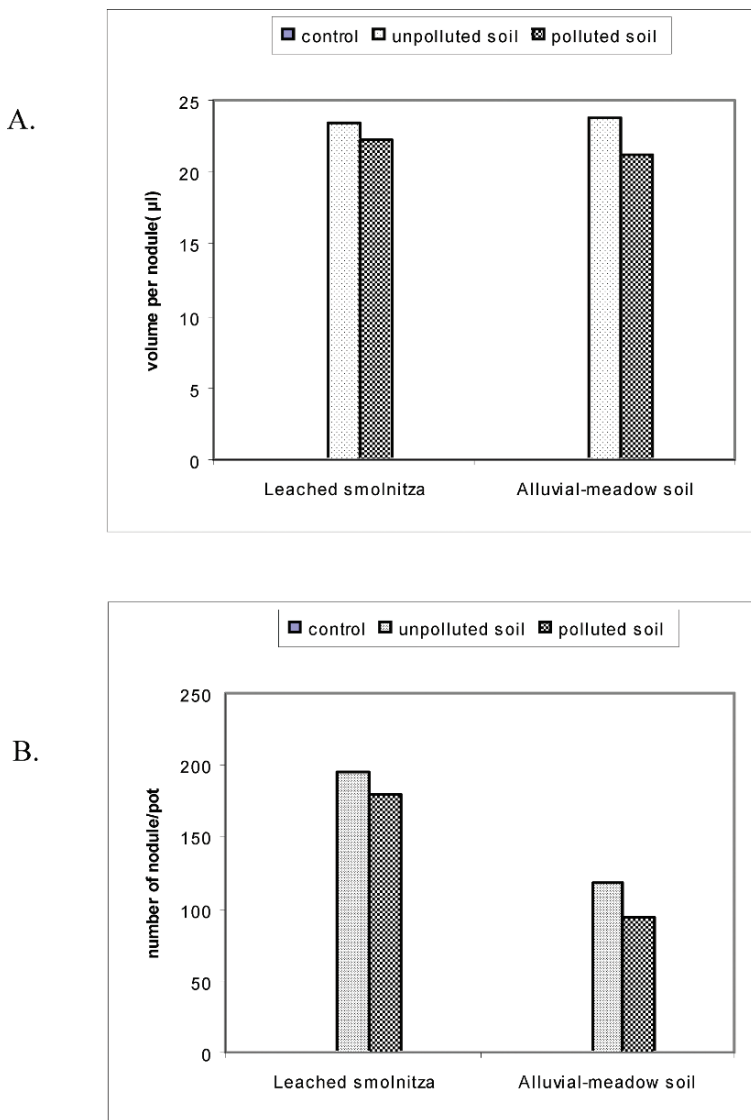 control unpolluted soil polluted soil
A.
25
20
15
10
5
0
volume per nodule( µl)
Leached smolnitza Alluvial-meadow soil
control unpolluted soil polluted soil
B.
250
200
150
100
50
0
number of nodule/pot
Leached smolnitza Alluvial-meadow soil